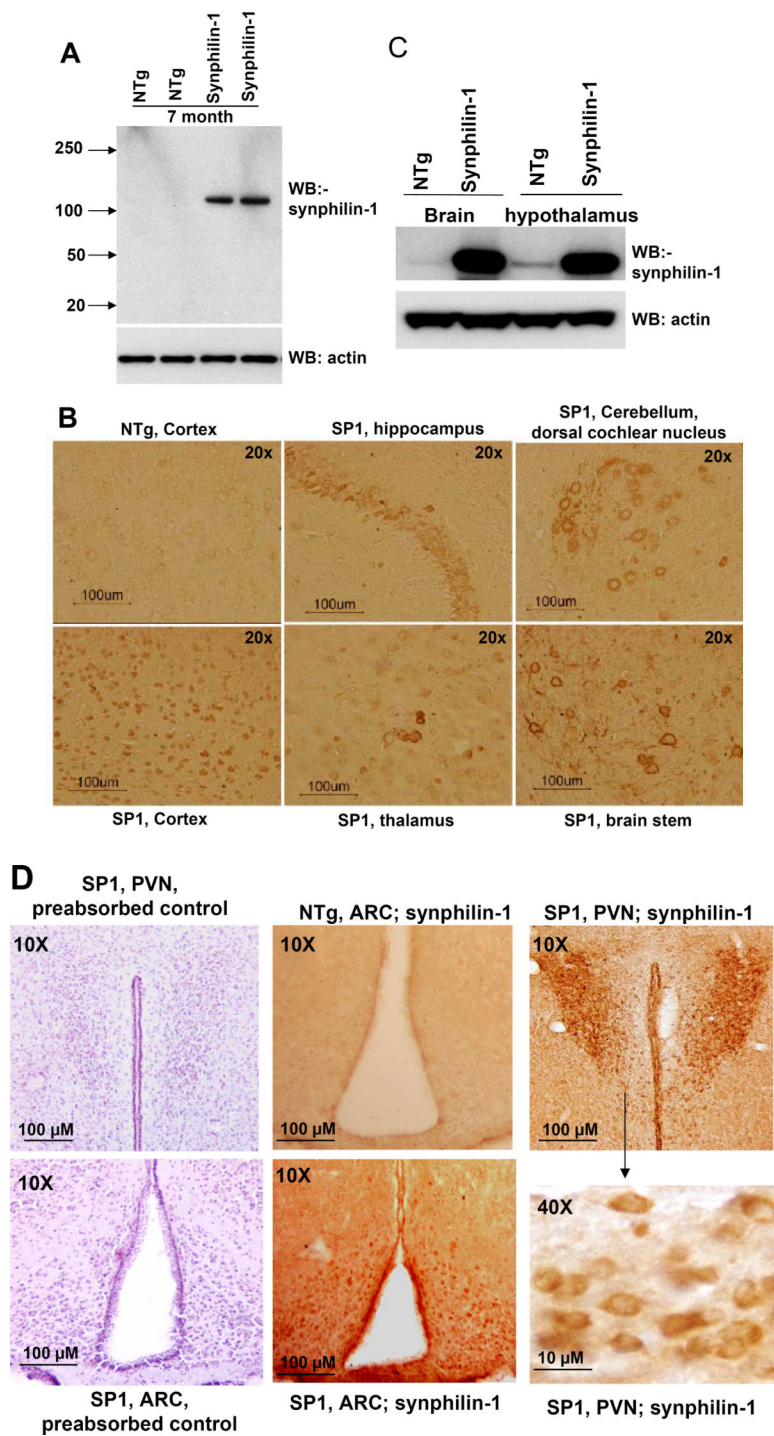 A
NTg
NTg
Synphilin-1
Synphilin-1
7 month
250
100
50
20
WB:-
synphilin-1
WB: actin
C
NTg
Synphilin-1
NTg
Synphilin-1
Brain
hypothalamus
WB:-
synphilin-1
WB: actin
B
NTg, Cortex
SP1, hippocampus
SP1, Cerebellum,
dorsal cochlear nucleus
20x
20x
20x
100um
100um
100um
20x
20x
20x
100um
100um
100um
SP1, Cortex
SP1, thalamus
SP1, brain stem
D
SP1, PVN,
preabsorbed control
NTg, ARC; synphilin-1
SP1, PVN; synphilin-1
10X
10X
10X
100 µM
100 µM
100 µM
10X
10X
40X
100 µM
100 µM
10 µM
SP1, ARC,
preabsorbed control
SP1, ARC; synphilin-1
SP1, PVN; synphilin-1